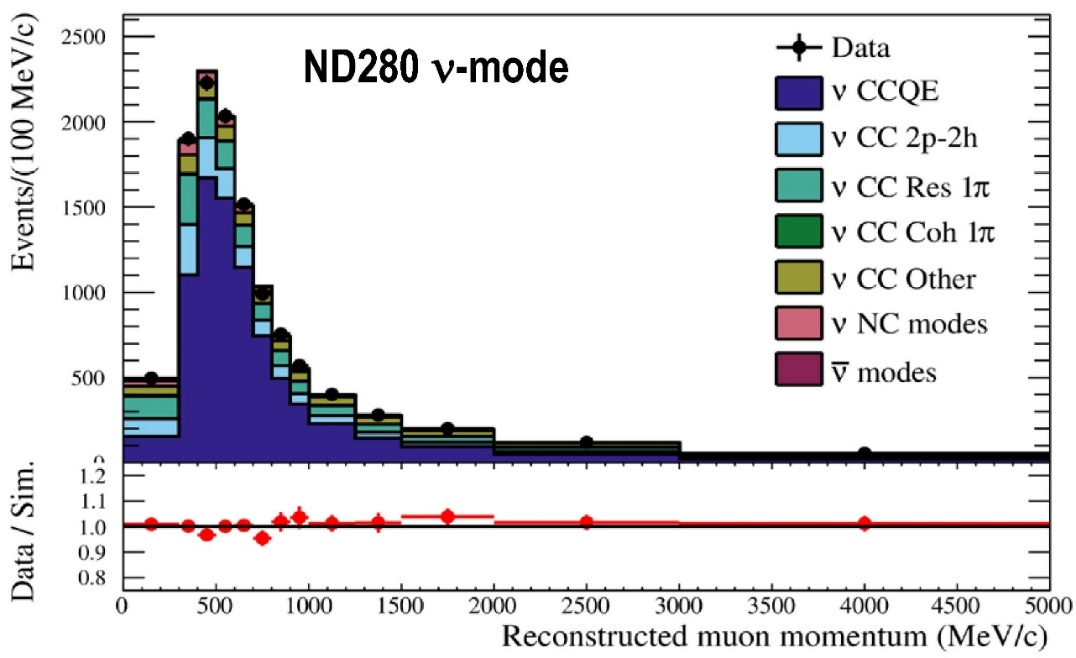 ND280 ν-mode
Events/(100 MeV/c)
2500
2000
1500
1000
500
0
Data
ν CCQE
ν CC 2p-2h
ν CC Res 1π
ν CC Coh 1π
ν CC Other
ν NC modes
ν̅ modes
Data / Sim.
1.2
1.1
1.0
0.9
0.8
0 500 1000 1500 2000 2500 3000 3500 4000 4500 5000
Reconstructed muon momentum (MeV/c)